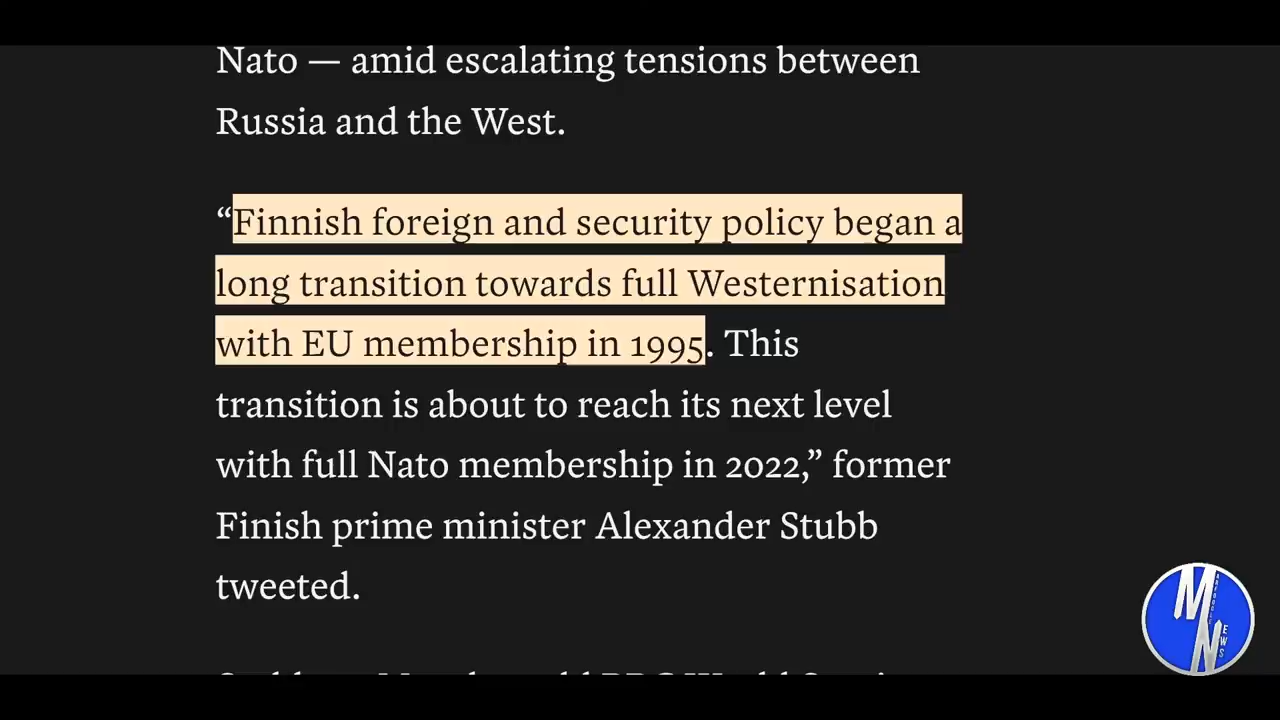 Nato — amid escalating tensions between
Russia and the West.
“Finnish foreign and security policy began a
long transition towards full Westernisation
with EU membership in 1995. This
transition is about to reach its next level
with full Nato membership in 2022,” former
Finish prime minister Alexander Stubb
tweeted.
MN
EWS